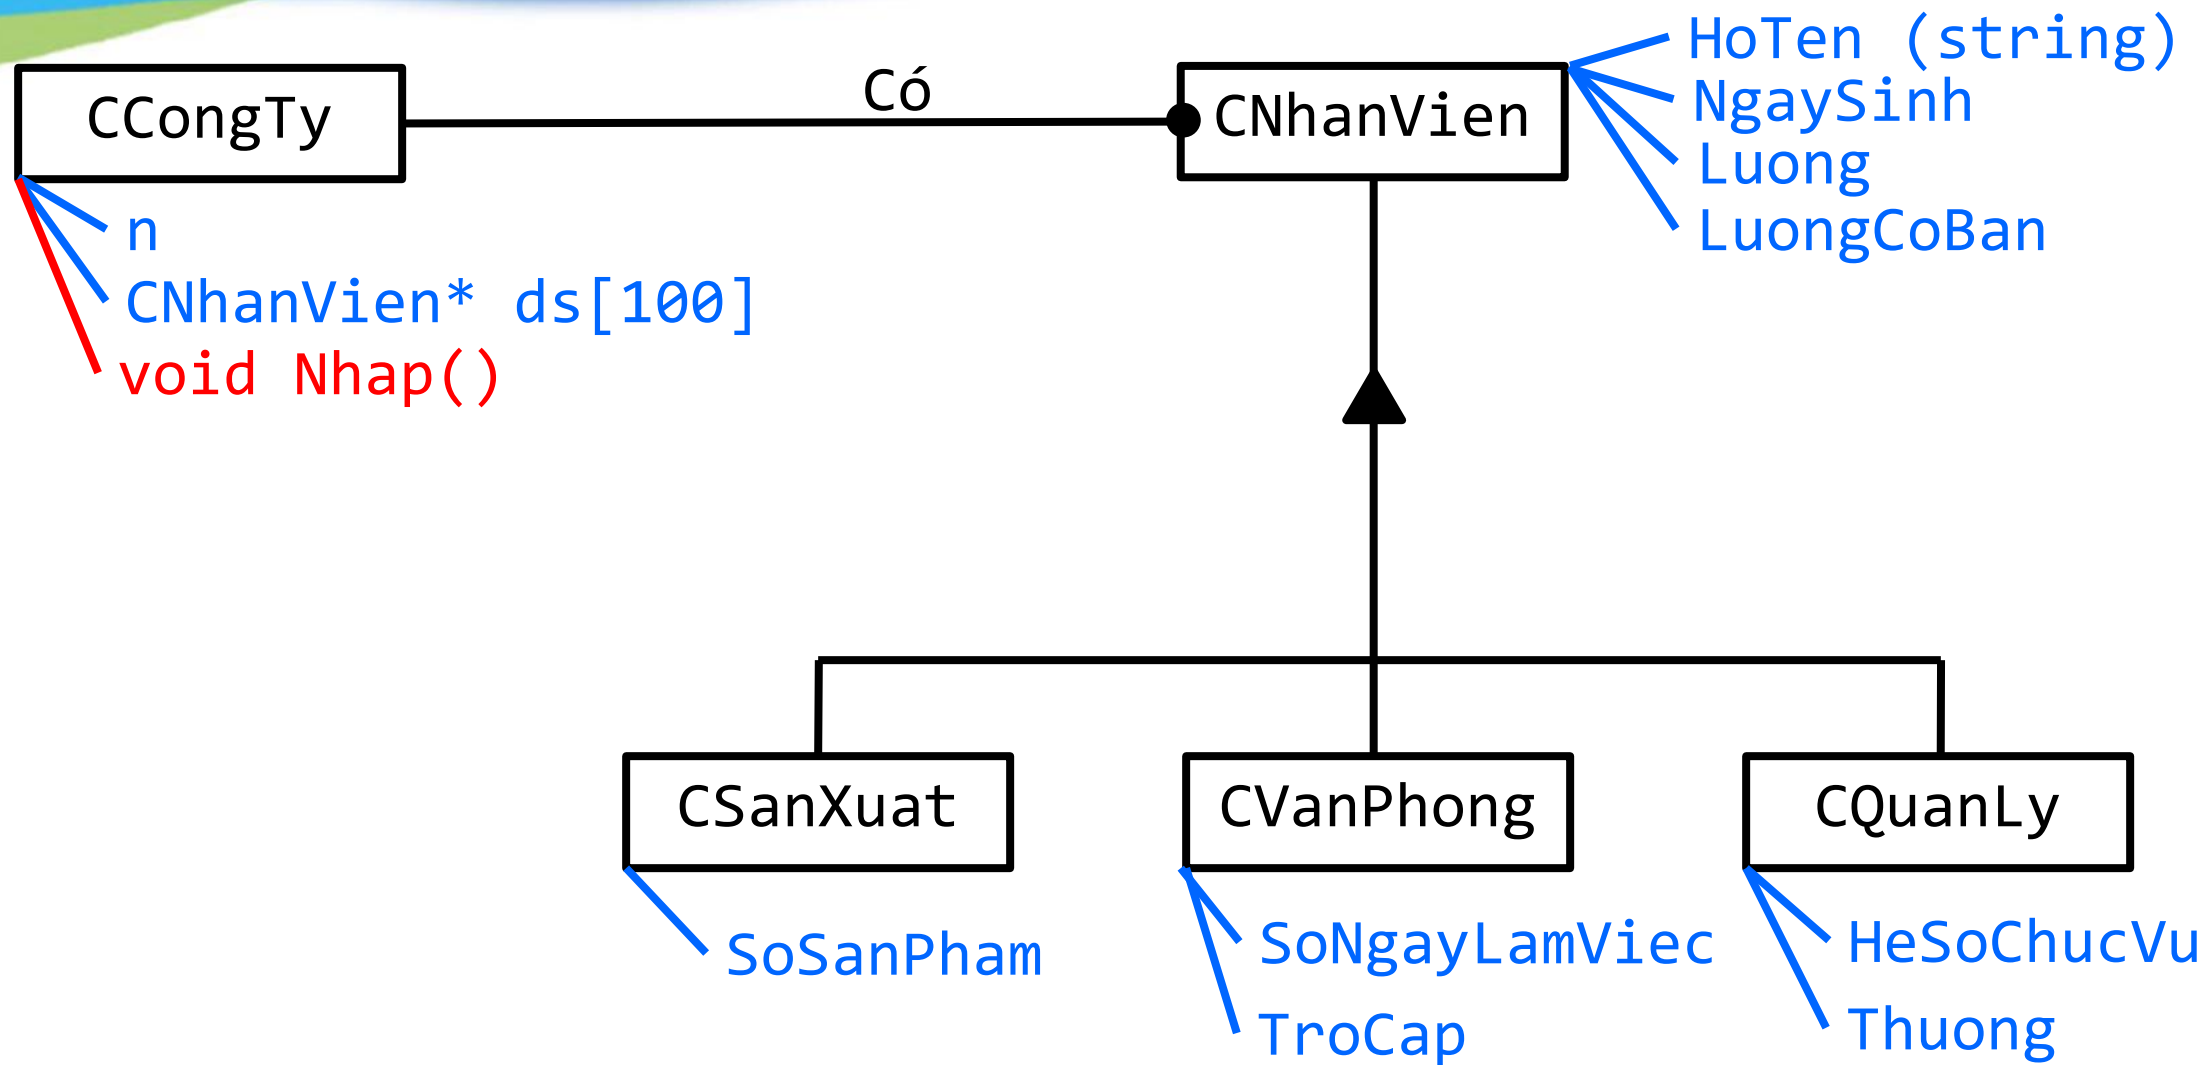 CCongTy
Có
CNhanVien
HoTen (string)
NgaySinh
Luong
LuongCoBan
n
CNhanVien* ds[100]
void Nhap()
CSanXuat
CVanPhong
CQuanLy
SoSanPham
SoNgayLamViec
TroCap
HeSoChucVu
Thuong